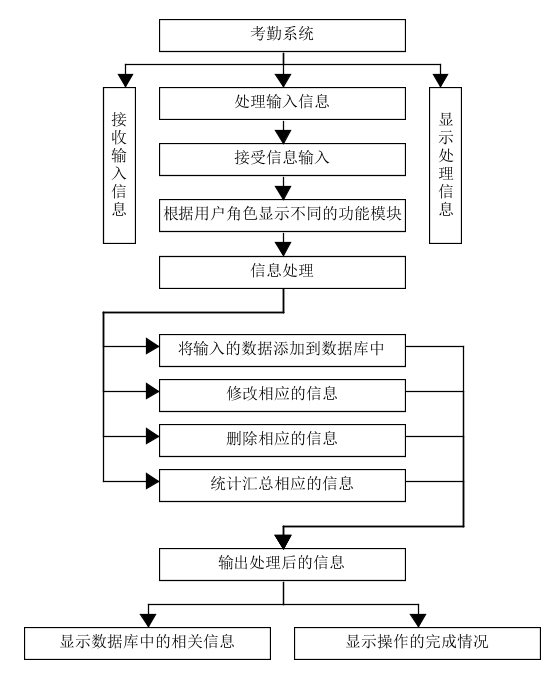 考勤系统
接收输入信息
处理输入信息
显示处理信息
接受信息输入
根据用户角色显示不同的功能模块
信息处理
将输入的数据添加到数据库中
修改相应的信息
删除相应的信息
统计汇总相应的信息
输出处理后的信息
显示数据库中的相关信息
显示操作的完成情况